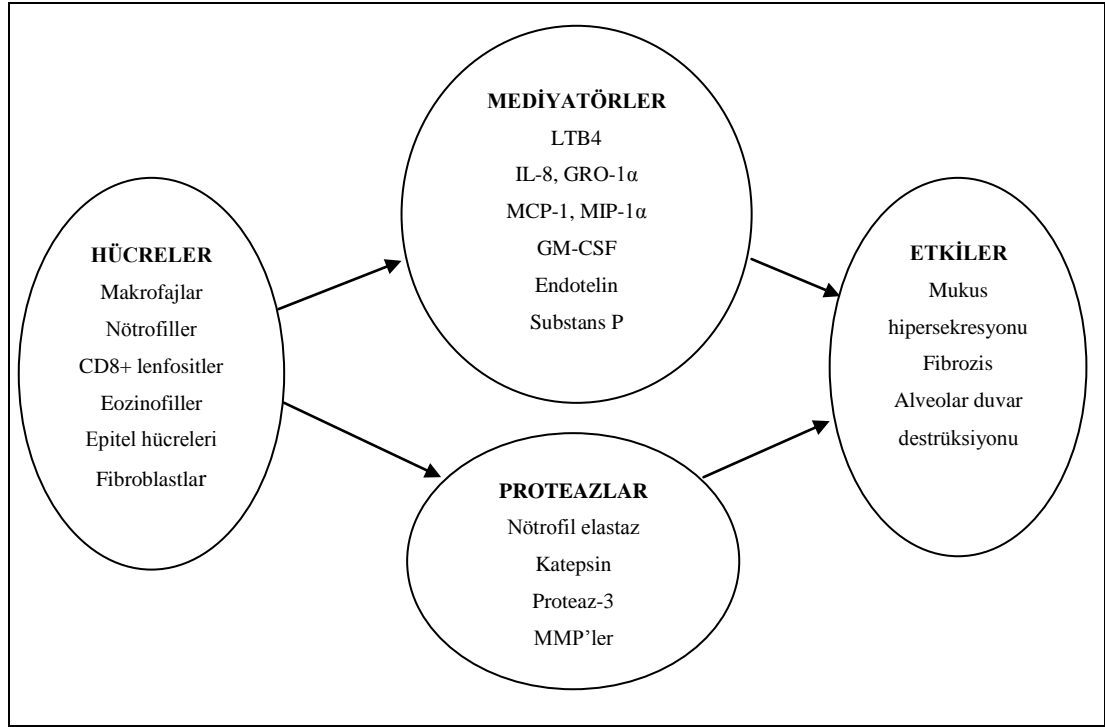 HÜCRELER
Makrofajlar
Nötrofiller
CD8+ lenfositler
Eozinofiller
Epitel hücreleri
Fibroblastlar
MEDİYATÖRLER
LTB4
IL-8, GRO-1α
MCP-1, MIP-1α
GM-CSF
Endotelin
Substans P
PROTEAZLAR
Nötrofil elastaz
Katepsin
Proteaz-3
MMP’ler
ETKİLER
Mukus
hipersekresyonu
Fibrozis
Alveolar duvar
destrüksiyonu